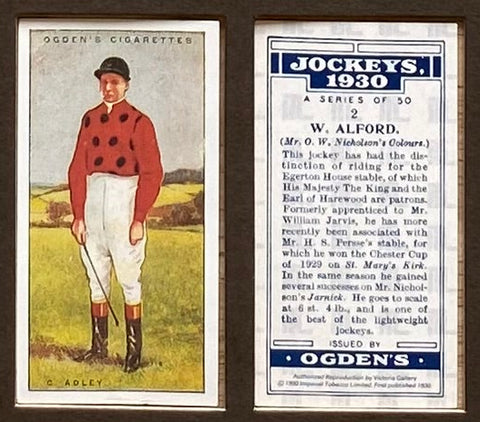 OGDEN'S CIGARETTES
C. ADLEY.
JOCKEYS,
1930
A SERIES OF 50
2
W. ALFORD.
(Mr. O. W. Nicholson's Colours.)
This jockey has had the dis-
tinction of riding for the
Egerton House stable, of which
His Majesty The King and the
Earl of Harewood are patrons.
Formerly apprenticed to Mr.
William Jarvis, he has more
recently been associated with
Mr. H. S. Persse's stable, for
which he won the Chester Cup
of 1929 on St. Mary's Kirk.
In the same season he gained
several successes on Mr. Nichol-
son's Jarnick. He goes to scale
at 6 st. 4 lb., and is one of
the best of the lightweight
jockeys.
ISSUED BY
OGDEN'S
Authorized Reproduction by Victoria Gallery
© 1930 Imperial Tobacco Limited. First published 1930